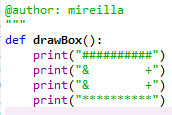 @author: mireilla
"""
def drawBox():
    print("##########")
    print("&        +")
    print("&        +")
    print("**********")